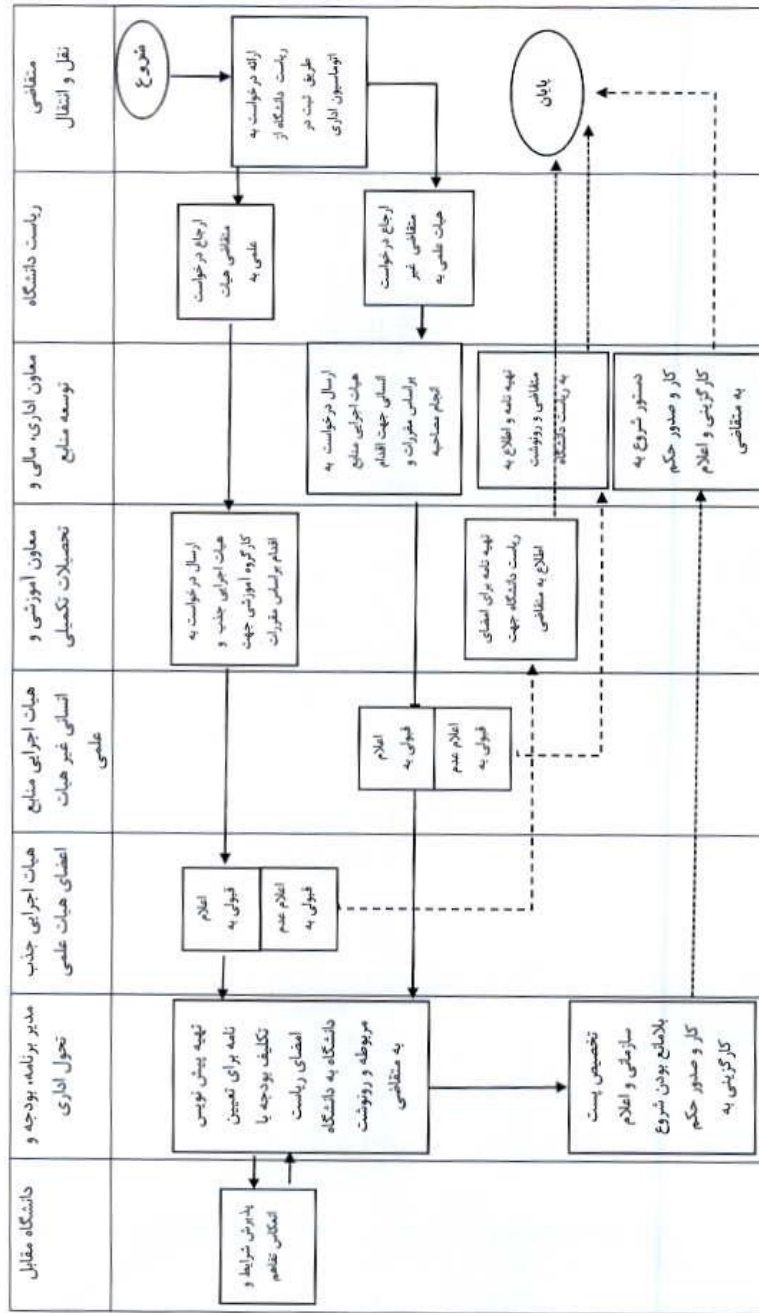 متقاضی
نقل و انتقال
ریاست دانشگاه
معاون اداری، مالی و
توسعه منابع
معاون آموزشی و
تحصیلات تکمیلی
هیات اجرایی منابع
انسانی غیر هیات
علمی
هیات اجرایی جذب
اعضای هیات علمی
مدیر برنامه، بودجه و
تحول اداری
دانشگاه مقابل
شروع
ارائه درخواست به
ریاست دانشگاه از
طریق ثبت در
اتوماسیون اداری
پایان
ارجاع درخواست
متقاضی هیات
علمی به
ارجاع درخواست
متقاضی غیر
هیات علمی به
ارسال درخواست به
هیات اجرایی منابع
انسانی جهت اقدام
براساس مقررات و
انجام مصاحبه
تهیه نامه و اطلاع به
متقاضی و رونوشت
به ریاست دانشگاه
دستور شروع به
کار و صدور حکم
کارگزینی و اعلام
به متقاضی
ارسال درخواست به
هیات اجرایی جذب و
کارگروه آموزشی جهت
اقدام براساس مقررات
تهیه نامه برای امضای
ریاست دانشگاه جهت
اطلاع به متقاضی
اعلام
قبولی به
اعلام عدم
قبولی به
اعلام
قبولی به
اعلام عدم
قبولی به
تهیه پیش نویس
نامه برای تعیین
تکلیف بودجه با
امضای ریاست
دانشگاه به دانشگاه
مربوطه و رونوشت
به متقاضی
تخصیص پست
سازمانی و اعلام
بلامانع بودن شروع
کار و صدور حکم
کارگزینی به
پذیرش شرایط و
انعکاس تفاهم